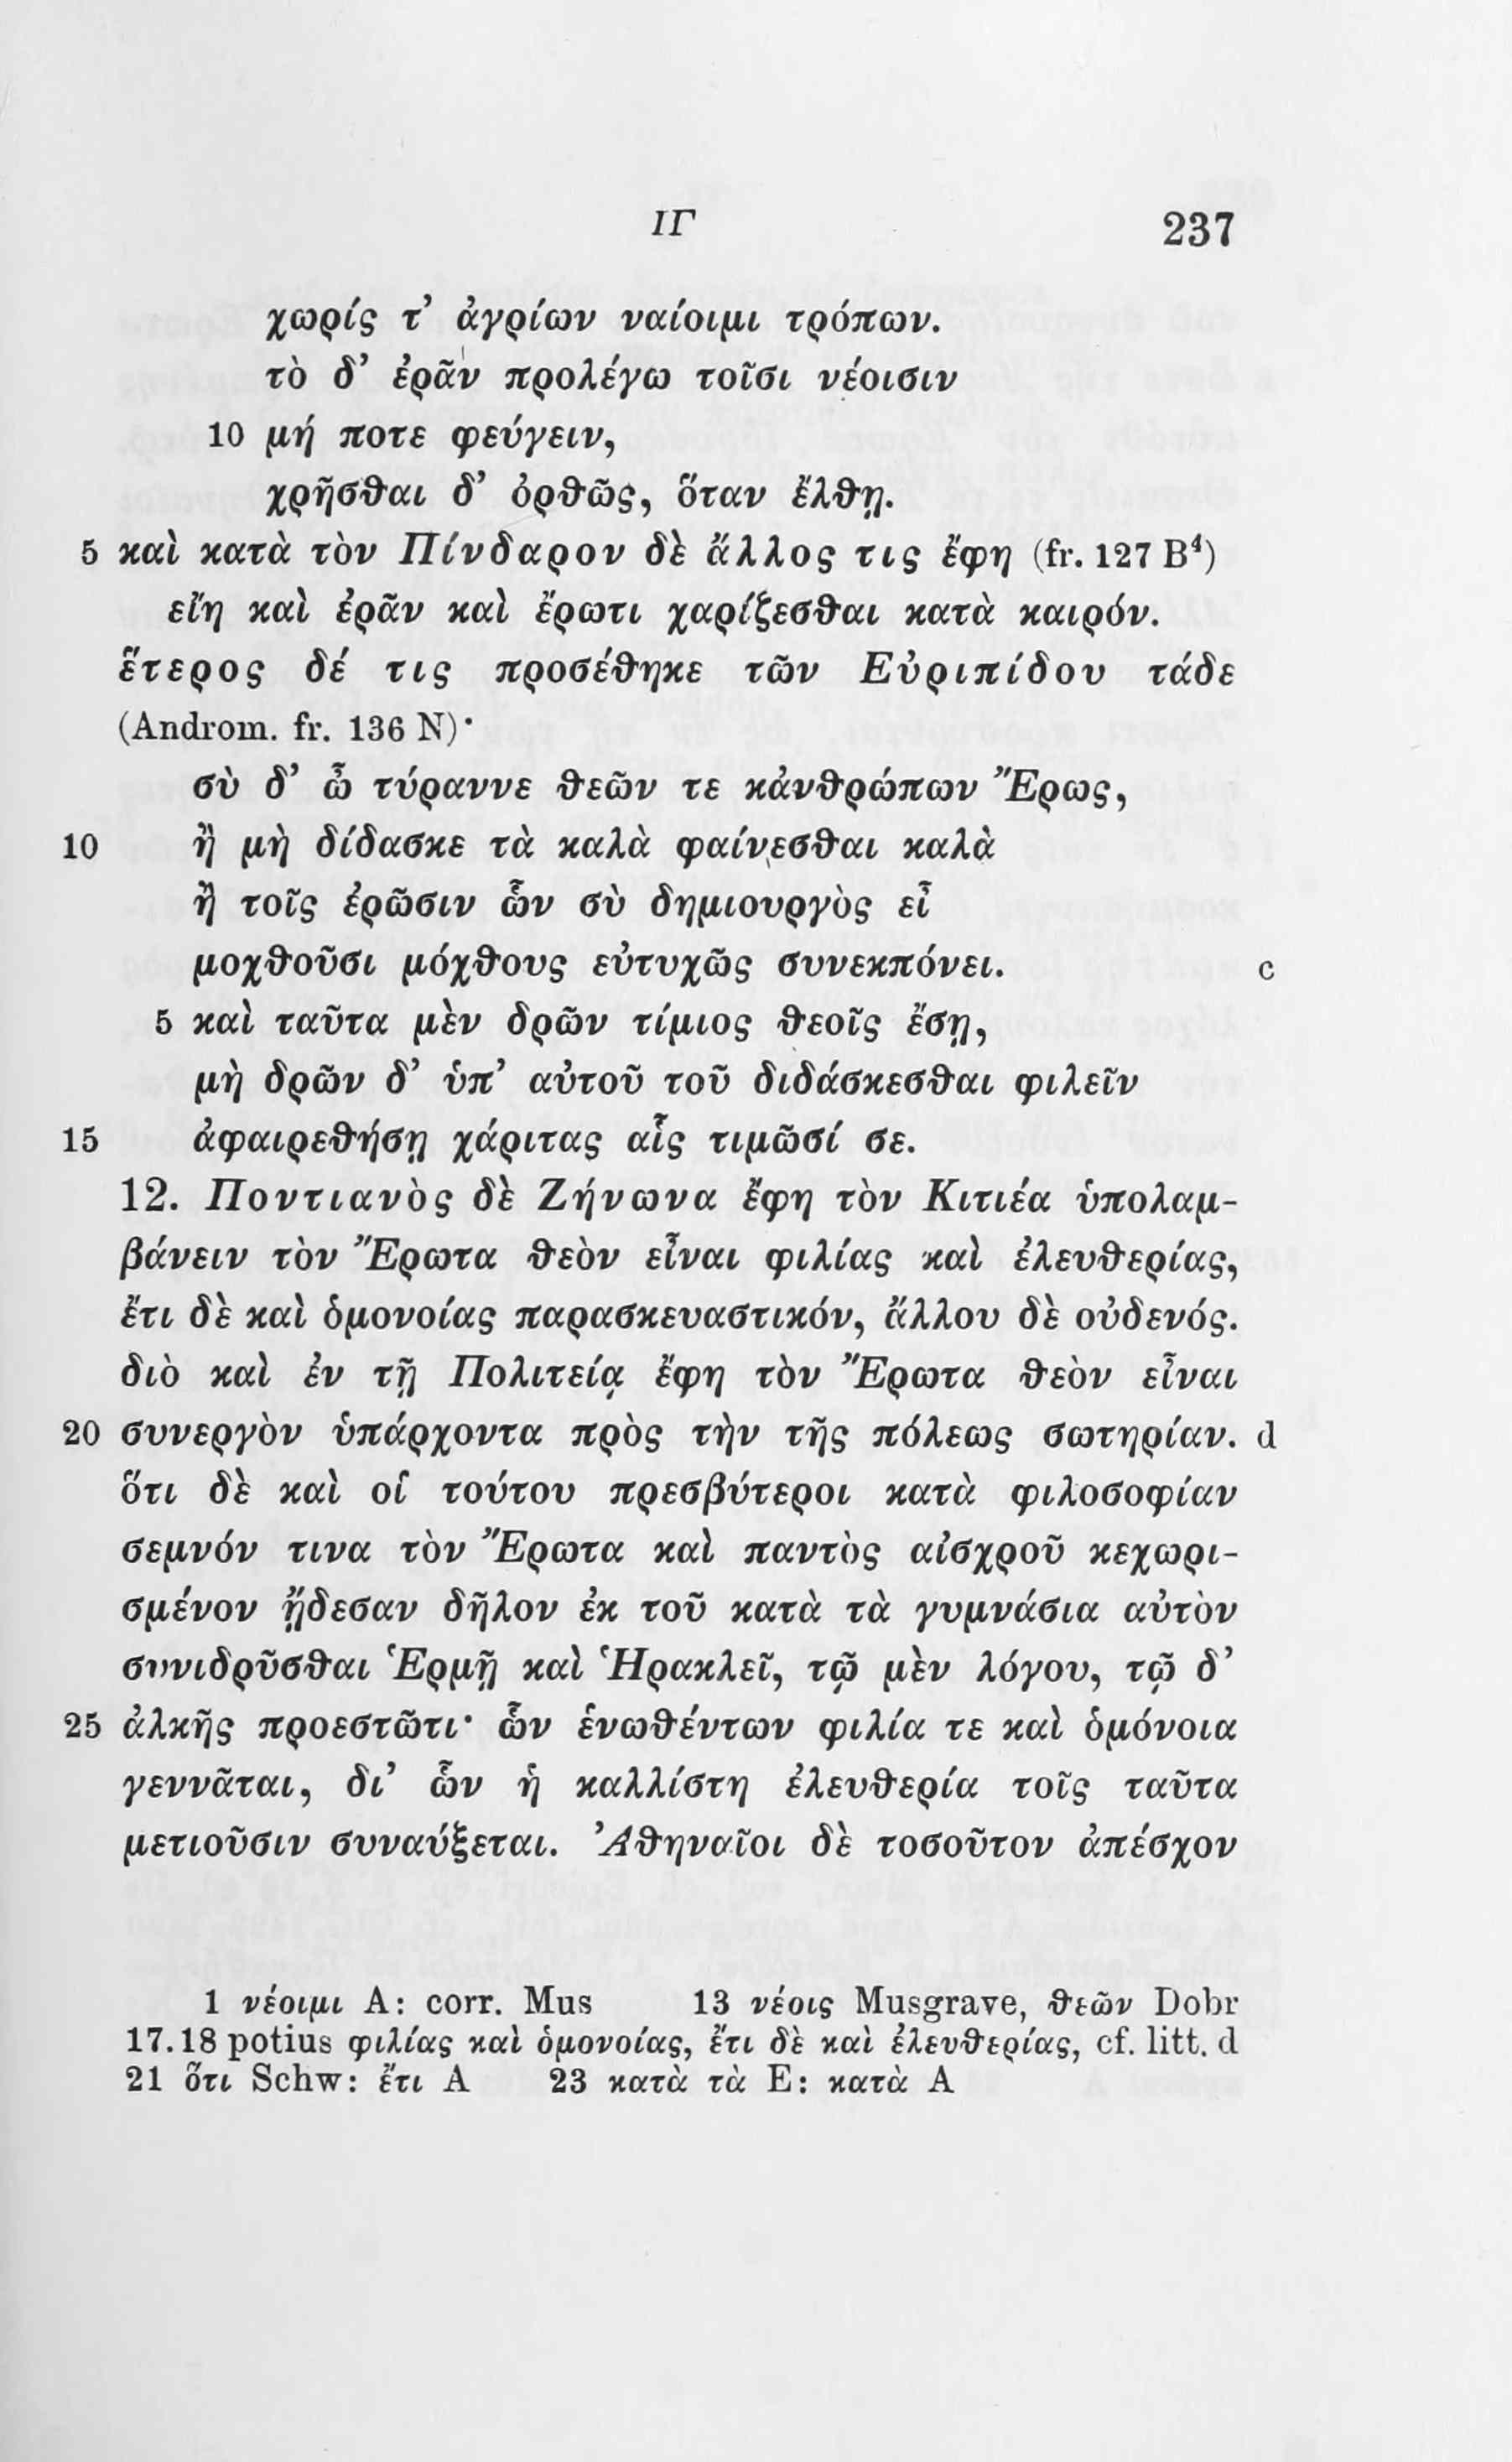 ΙΓ 237
χωρίς τ’ ἀγρίων ναίοιμι τρόπων.
τὸ δ’ ἐρᾶν προλέγω τοῖσι νέοισιν
10 μή ποτε φεύγειν,
χρῆσϑαι δ’ ὀρϑῶς, ὅταν ἔλϑῃ.
5 καὶ κατὰ τὸν Πίνδαρον δὲ ἄλλος τις ἔφη (fr. 127 B⁴)
εἴη καὶ ἐρᾶν καὶ ἔρωτι χαρίζεσϑαι κατὰ καιρόν.
ἕτερος δέ τις προσέϑηκε τῶν Εὐριπίδου τάδε
(Androm. fr. 136 N)·
σὺ δ’ ὦ τύραννε ϑεῶν τε κἀνϑρώπων Ἔρως,
10 ἢ μὴ δίδασκε τὰ καλὰ φαίνεσϑαι καλὰ
ἢ τοῖς ἐρῶσιν ὧν σὺ δημιουργὸς εἶ
μοχϑοῦσι μόχϑους εὐτυχῶς συνεκπόνει. c
5 καὶ ταῦτα μὲν δρῶν τίμιος ϑεοῖς ἔσῃ,
μὴ δρῶν δ’ ὑπ’ αὐτοῦ τοῦ διδάσκεσϑαι φιλεῖν
15 ἀφαιρεϑήσῃ χάριτας αἷς τιμῶσί σε.
12. Ποντιανὸς δὲ Ζήνωνα ἔφη τὸν Κιτιέα ὑπολαμ-
βάνειν τὸν Ἔρωτα ϑεὸν εἶναι φιλίας καὶ ἐλευϑερίας,
ἔτι δὲ καὶ ὁμονοίας παρασκευαστικόν, ἄλλου δὲ οὐδενός.
διὸ καὶ ἐν τῇ Πολιτείᾳ ἔφη τὸν Ἔρωτα ϑεὸν εἶναι
20 συνεργὸν ὑπάρχοντα πρὸς τὴν τῆς πόλεως σωτηρίαν. d
ὅτι δὲ καὶ οἱ τούτου πρεσβύτεροι κατὰ φιλοσοφίαν
σεμνόν τινα τὸν Ἔρωτα καὶ παντὸς αἰσχροῦ κεχωρι-
σμένον ᾔδεσαν δῆλον ἐκ τοῦ κατὰ τὰ γυμνάσια αὐτὸν
συνιδρῦσϑαι Ἑρμῇ καὶ Ἡρακλεῖ, τῷ μὲν λόγου, τῷ δ’
25 ἀλκῆς προεστῶτι· ὧν ἑνωϑέντων φιλία τε καὶ ὁμόνοια
γεννᾶται, δι’ ὧν ἡ καλλίστη ἐλευϑερία τοῖς ταῦτα
μετιοῦσιν συναύξεται. Ἀϑηναῖοι δὲ τοσοῦτον ἀπέσχον
1 νέοιμι A: corr. Mus 13 νέοις Musgrave, ϑεῶν Dobr
17.18 potius φιλίας καὶ ὁμονοίας, ἔτι δὲ καὶ ἐλευϑερίας, cf. litt. d
21 ὅτι Schw: ἔτι A 23 κατὰ τὰ E: κατὰ A